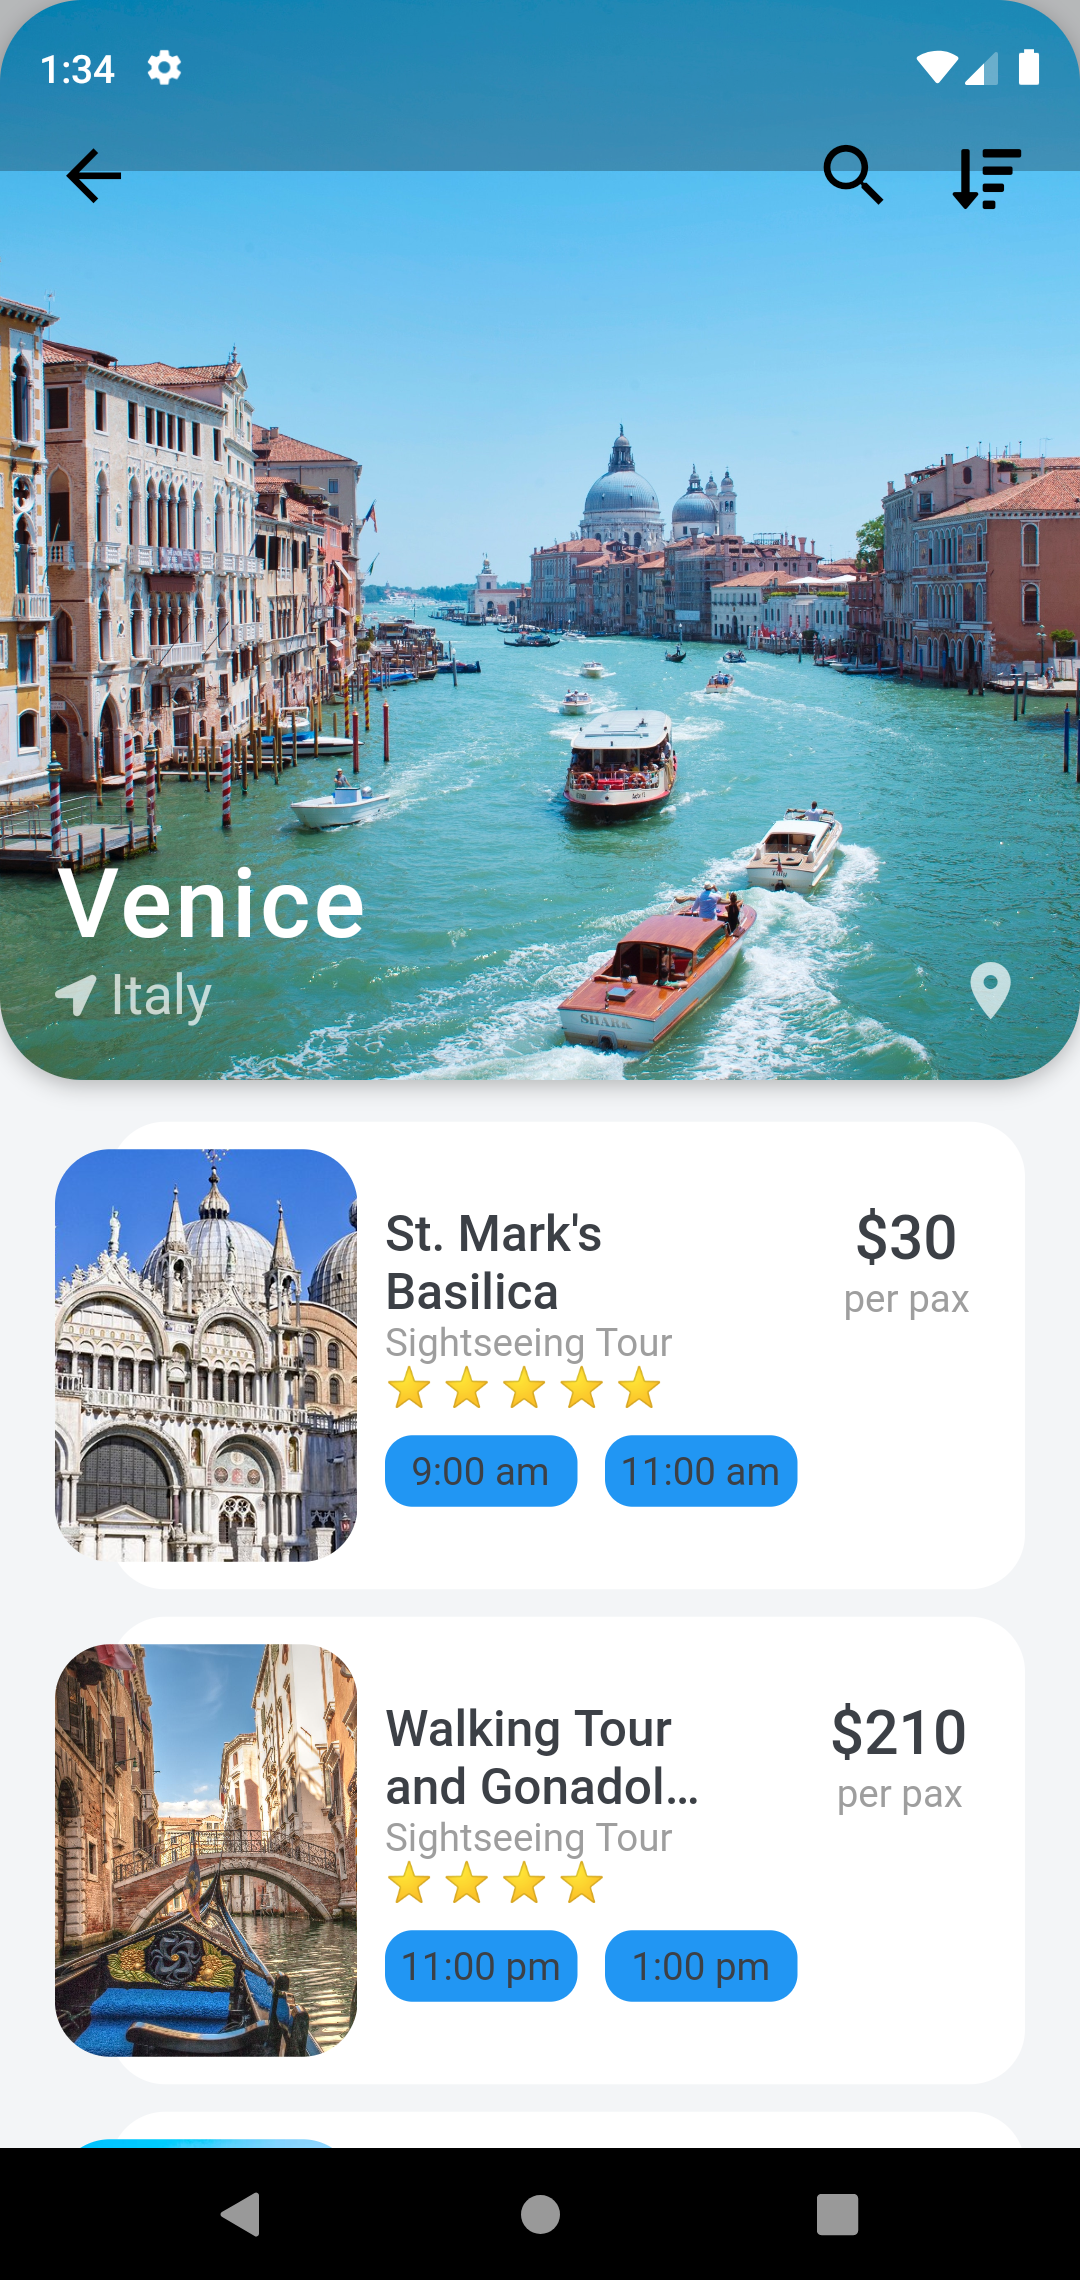 1:34
Venice
Italy
SHARK
St. Mark's
Basilica
Sightseeing Tour
$30
per pax
9:00 am
11:00 am
Walking Tour
and Gonadol…
Sightseeing Tour
$210
per pax
11:00 pm
1:00 pm